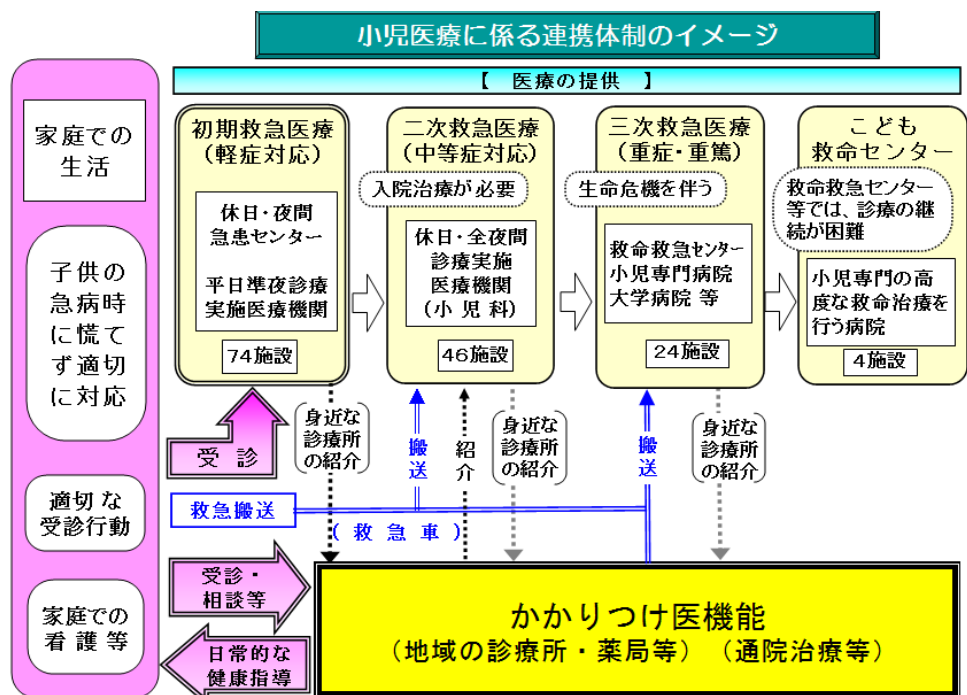 小児医療に係る連携体制のイメージ
【 医療の提供 】
家庭での
生活
子供の
急病時
に慌て
ず適切
に対応
適切な
受診行動
家庭での
看護等
初期救急医療
(軽症対応)
休日・夜間
急患センター
平日準夜診療
実施医療機関
74施設
二次救急医療
(中等症対応)
入院治療が必要
休日・全夜間
診療実施
医療機関
(小児科)
46施設
三次救急医療
(重症・重篤)
生命危機を伴う
救命救急センター
小児専門病院
大学病院 等
24施設
こども
救命センター
救命救急センター
等では、診療の継
続が困難
小児専門の高
度な救命治療を
行う病院
4施設
受診
身近な
診療所
の紹介
搬送
紹介
身近な
診療所
の紹介
搬送
身近な
診療所
の紹介
救急搬送
(救急車)
受診・
相談等
日常的な
健康指導
かかりつけ医機能
(地域の診療所・薬局等) (通院治療等)